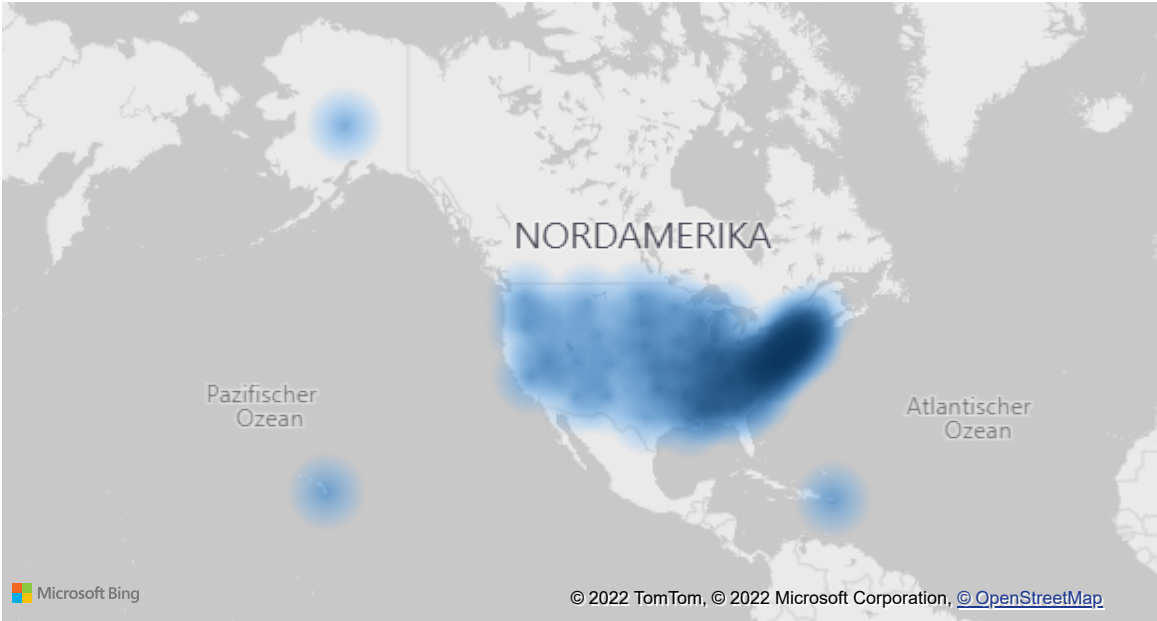 NORDAMERIKA
Pazifischer
Ozean
Atlantischer
Ozean
Microsoft Bing
© 2022 TomTom, © 2022 Microsoft Corporation, © OpenStreetMap